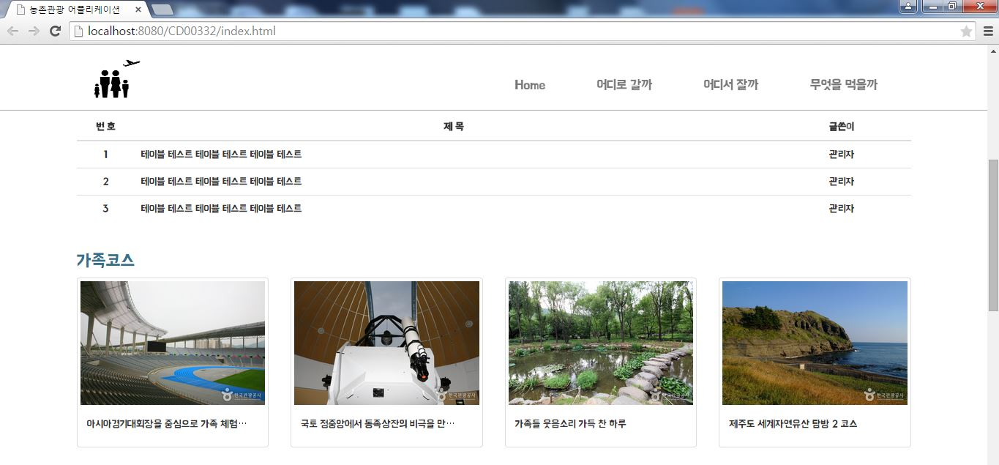 농촌관광 어플리케이션
localhost:8080/CD00332/index.html
Home 어디로 갈까 어디서 잘까 무엇을 먹을까
번호 제목 글쓴이
1 테이블 테스트 테이블 테스트 테이블 테스트 관리자
2 테이블 테스트 테이블 테스트 테이블 테스트 관리자
3 테이블 테스트 테이블 테스트 테이블 테스트 관리자
가족코스
한국관광공사 한국관광공사 한국관광공사 한국관광공사
아시아경기대회장을 중심으로 가족 체험… 국토 정중앙에서 동족상잔의 비극을 만… 가족들 웃음소리 가득 찬 하루 제주도 세계자연유산 탐방 2 코스